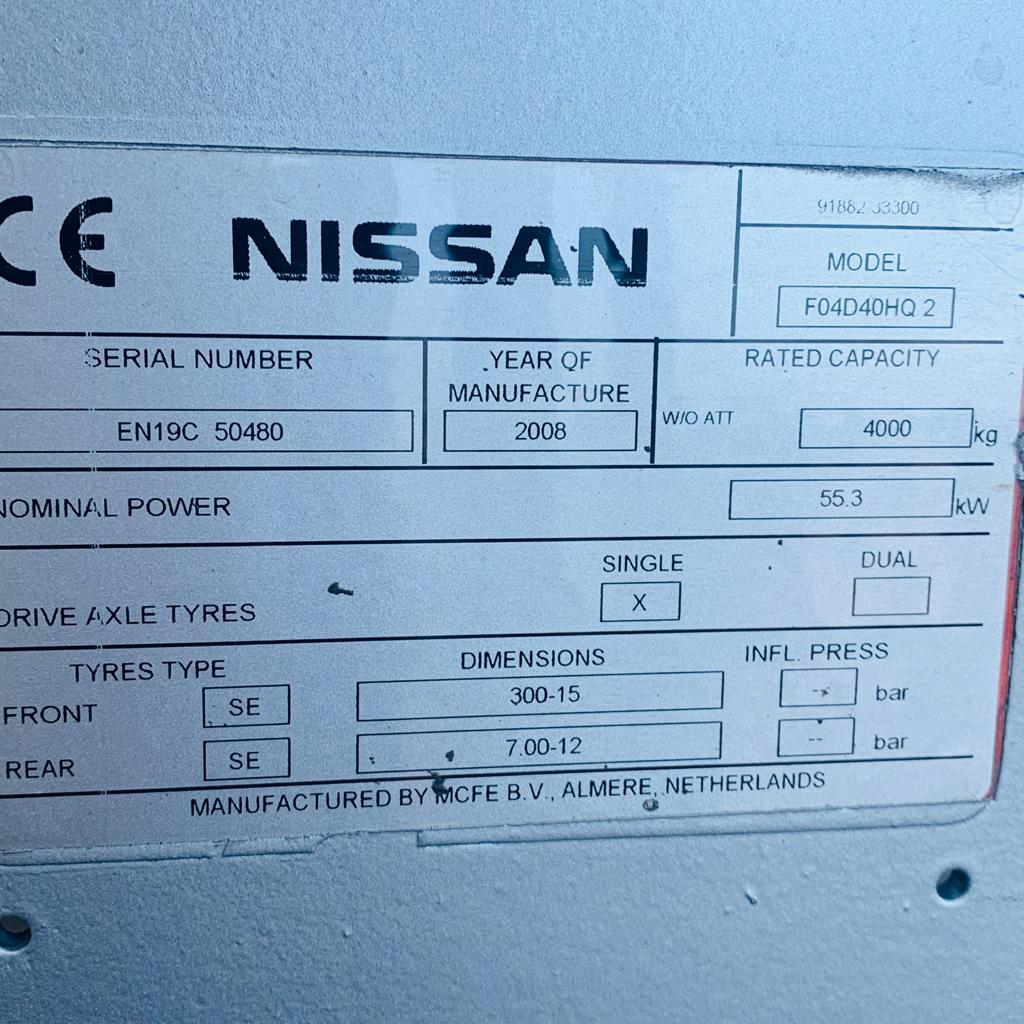 CE NISSAN
91882 33300
MODEL
F04D40HQ 2
SERIAL NUMBER
EN19C 50480
YEAR OF
MANUFACTURE
2008
RATED CAPACITY
W/O ATT 4000 kg
NOMINAL POWER 55.3 kW
SINGLE DUAL
DRIVE AXLE TYRES X
TYRES TYPE DIMENSIONS INFL. PRESS
FRONT SE 300-15 -- bar
REAR SE 7.00-12 -- bar
MANUFACTURED BY MCFE B.V., ALMERE, NETHERLANDS